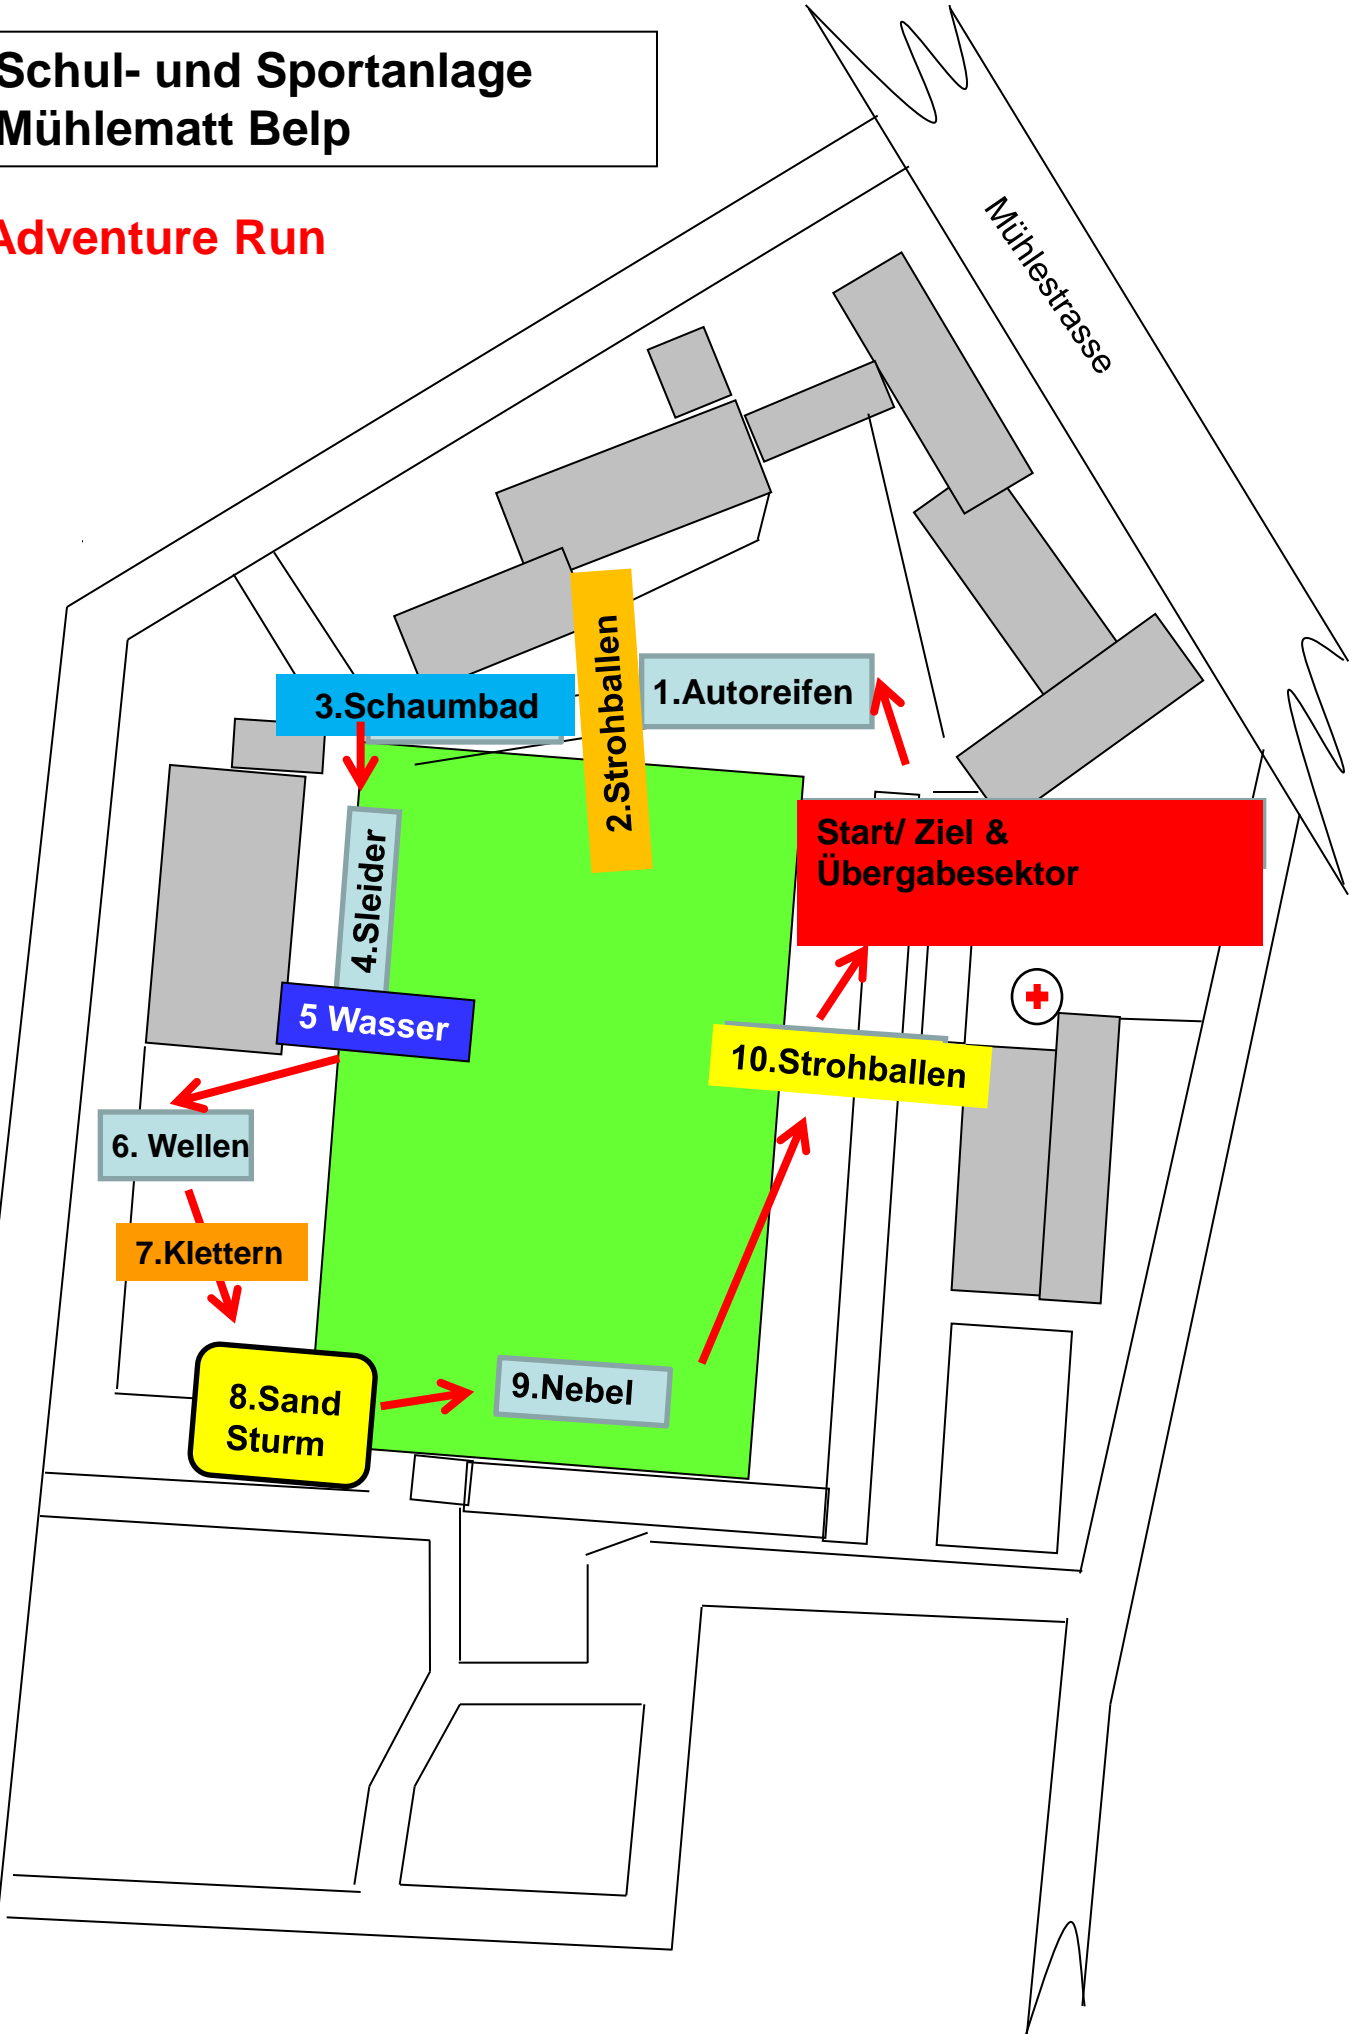 Schul- und Sportanlage
Mühlematt Belp
Adventure Run
Mühlestrasse
3.Schaumbad
2.Strohballen
1.Autoreifen
4.Sleider
Start/ Ziel &
Übergabesektor
5 Wasser
10.Strohballen
6. Wellen
7.Klettern
8.Sand
Sturm
9.Nebel